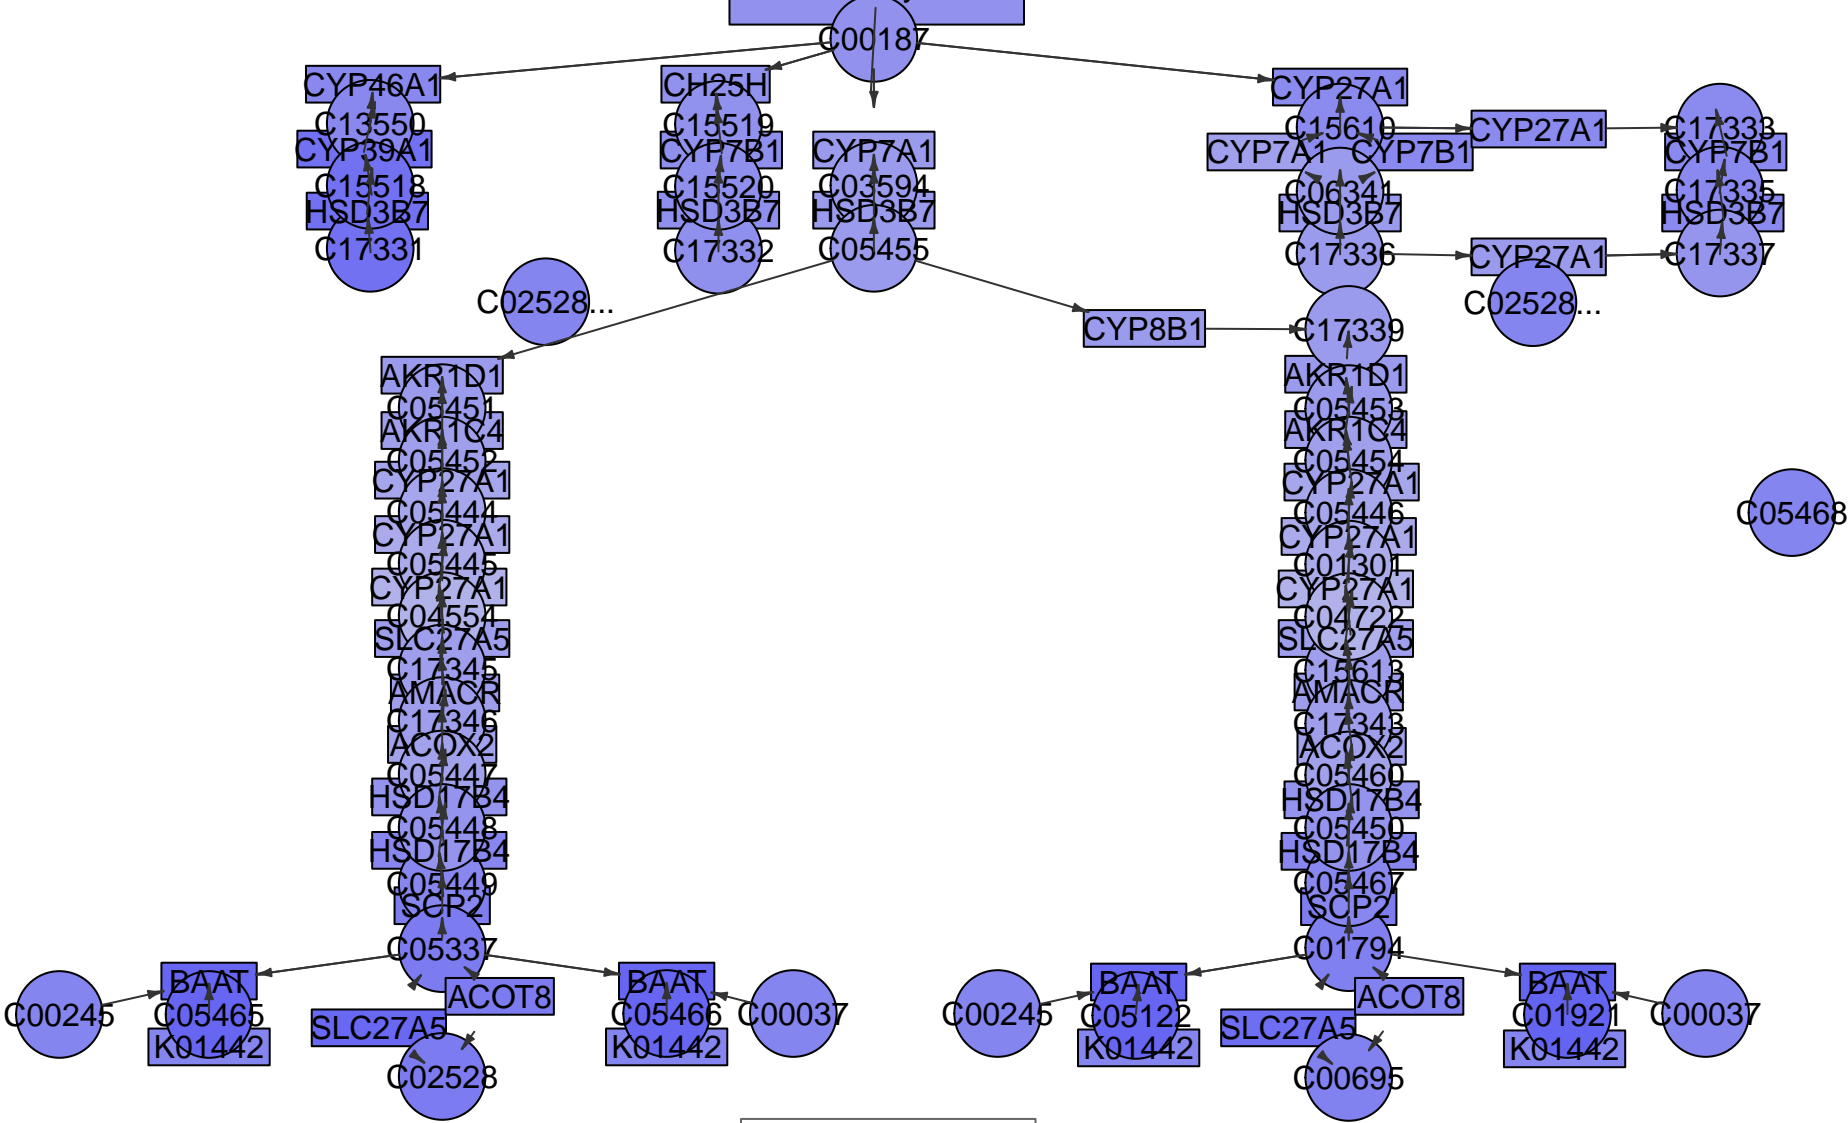 C00187
CYP46A1
CH25H
CYP27A1
C13550
C15519
C15610
CYP27A1
C17333
CYP39A1
CYP7B1
CYP7A1
CYP7A1
CYP7B1
CYP7B1
C15518
C15520
C03594
C06341
C17335
HSD3B7
HSD3B7
HSD3B7
HSD3B7
HSD3B7
C17331
C17332
C05455
C17336
CYP27A1
C17337
C02528...
C02528...
CYP8B1
C17339
AKR1D1
AKR1D1
C05451
C05453
AKR1C4
AKR1C4
C05452
C05454
CYP27A1
CYP27A1
C05444
C05446
C05468
CYP27A1
CYP27A1
C05445
C01301
CYP27A1
CYP27A1
C04554
C04722
SLC27A5
SLC27A5
C17345
C15613
AMACR
AMACR
C17346
C17343
ACOX2
ACOX2
C05447
C05460
HSD17B4
HSD17B4
C05448
C05450
HSD17B4
HSD17B4
C05449
C05467
SCP2
SCP2
C05337
C01794
BAAT
BAAT
BAAT
BAAT
ACOT8
ACOT8
C00245
C05465
C05466
C00037
C00245
C05122
C01921
C00037
SLC27A5
SLC27A5
K01442
K01442
K01442
K01442
C02528
C00695